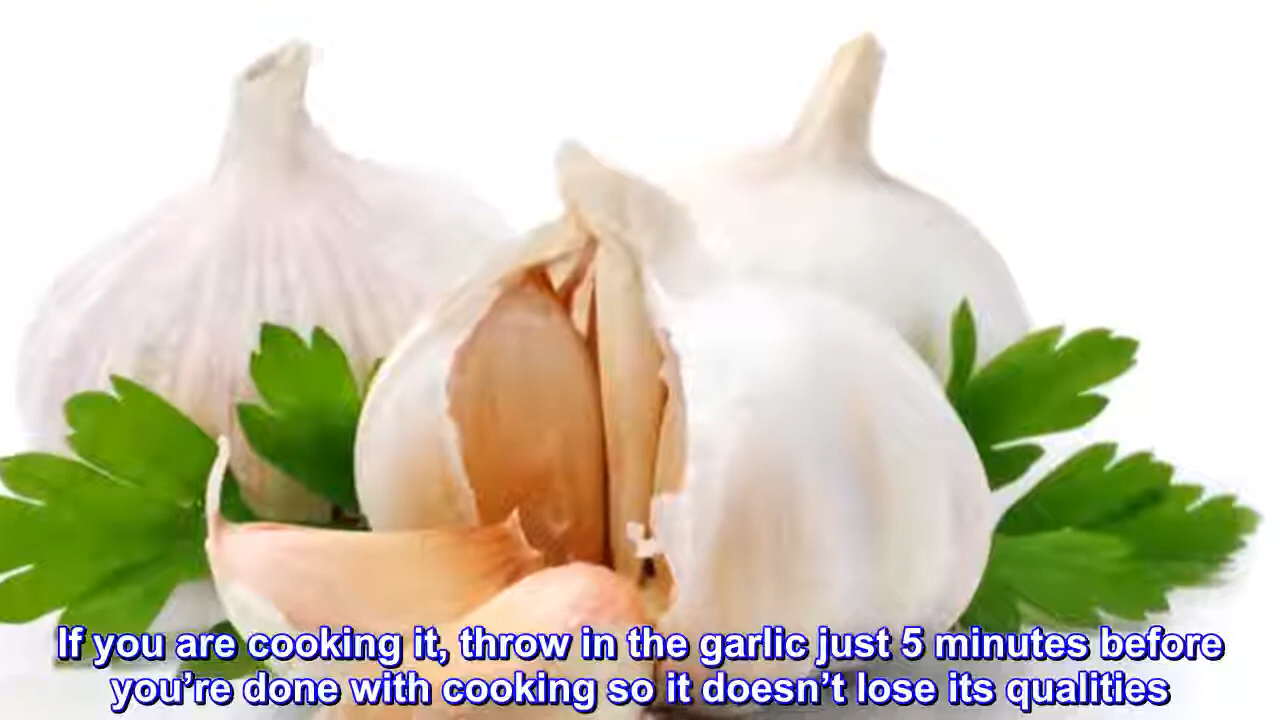 If you are cooking it, throw in the garlic just 5 minutes before
you’re done with cooking so it doesn’t lose its qualities